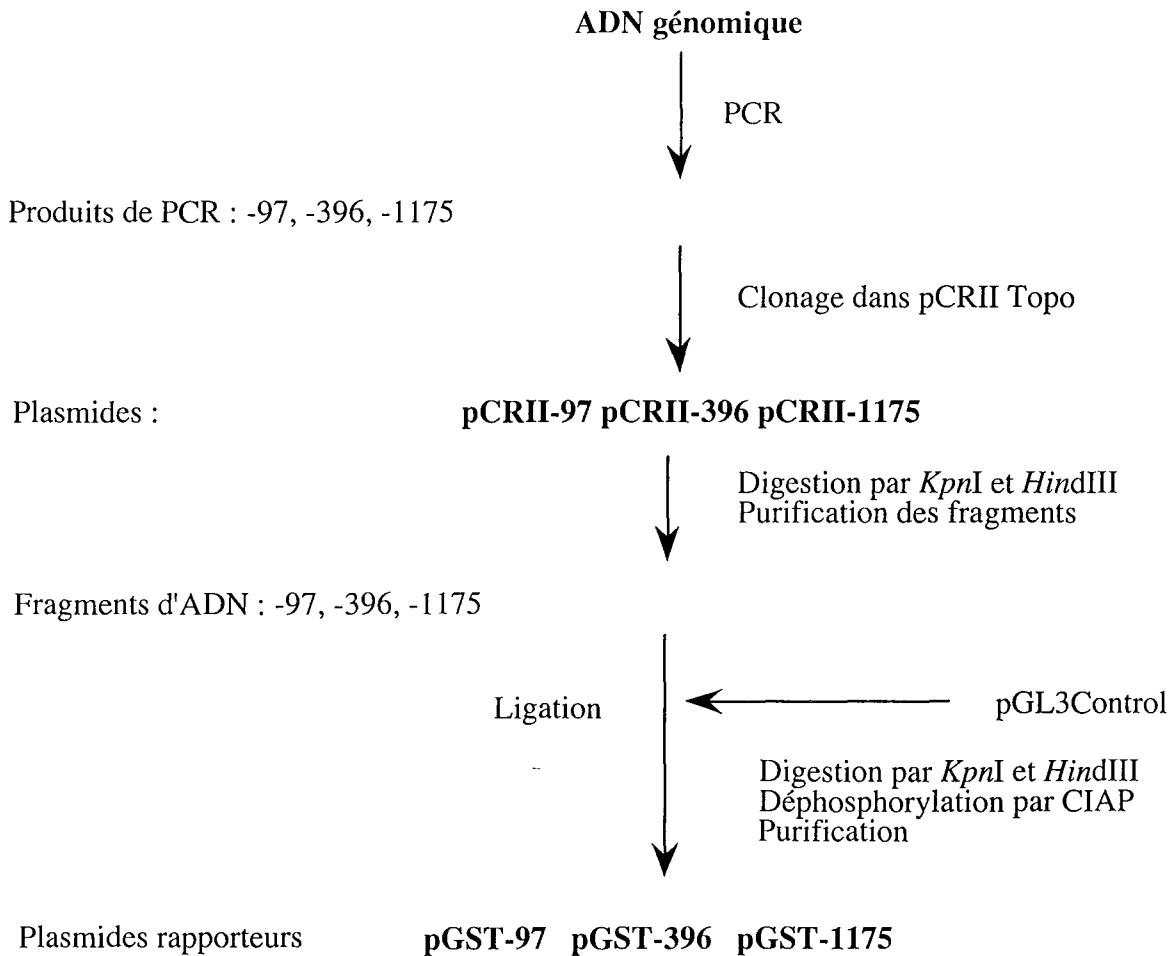 ADN génomique
PCR
Produits de PCR : -97, -396, -1175
Clonage dans pCRII Topo
Plasmides :
pCRII-97 pCRII-396 pCRII-1175
Digestion par KpnI et HindIII
Purification des fragments
Fragments d'ADN : -97, -396, -1175
Ligation
pGL3Control
Digestion par KpnI et HindIII
Déphosphorylation par CIAP
Purification
Plasmides rapporteurs
pGST-97 pGST-396 pGST-1175